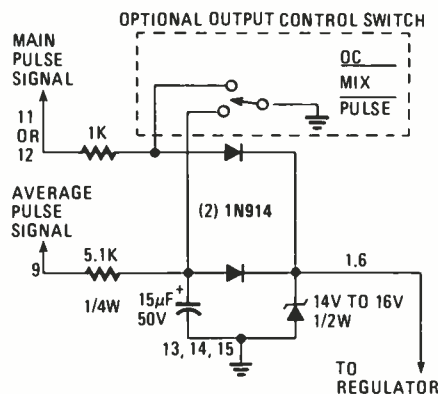 OPTIONAL OUTPUT CONTROL SWITCH
MAIN
PULSE
SIGNAL
OC
MIX
PULSE
11
OR
12
1K
(2) 1N914
AVERAGE
PULSE
SIGNAL
9
5.1K
1/4W
15µF
+
50V
1,6
14V TO 16V
1/2W
13, 14, 15
TO
REGULATOR